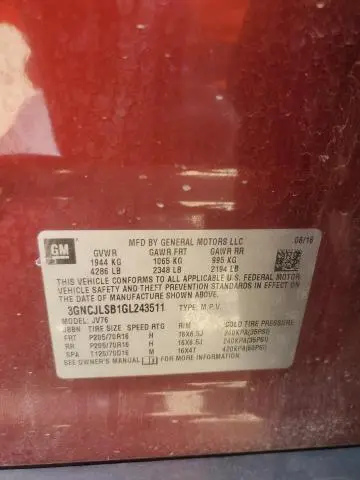 GM
MFD BY GENERAL MOTORS LLC
08/16
GVWR GAWR FRT GAWR RR
1944 KG 1065 KG 995 KG
4286 LB 2348 LB 2194 LB
THIS VEHICLE CONFORMS TO ALL APPLICABLE U.S. FEDERAL MOTOR
VEHICLE SAFETY AND THEFT PREVENTION STANDARDS IN EFFECT
ON THE DATE OF MANUFACTURE SHOWN ABOVE.
3GNCJLSB1GL243511 TYPE: M.P.V.
MODEL: JV76
TIRE SIZE SPEED RTG RIM COLD TIRE PRESSURE
FRT P205/70R16 H 16X6.5J 240KPA(35PSI)
RR P205/70R16 H 16X6.5J 240KPA(35PSI)
SPA T125/70D16 M 16X4T 420KPA(60PSI)
SEE OWNER'S MANUAL FOR